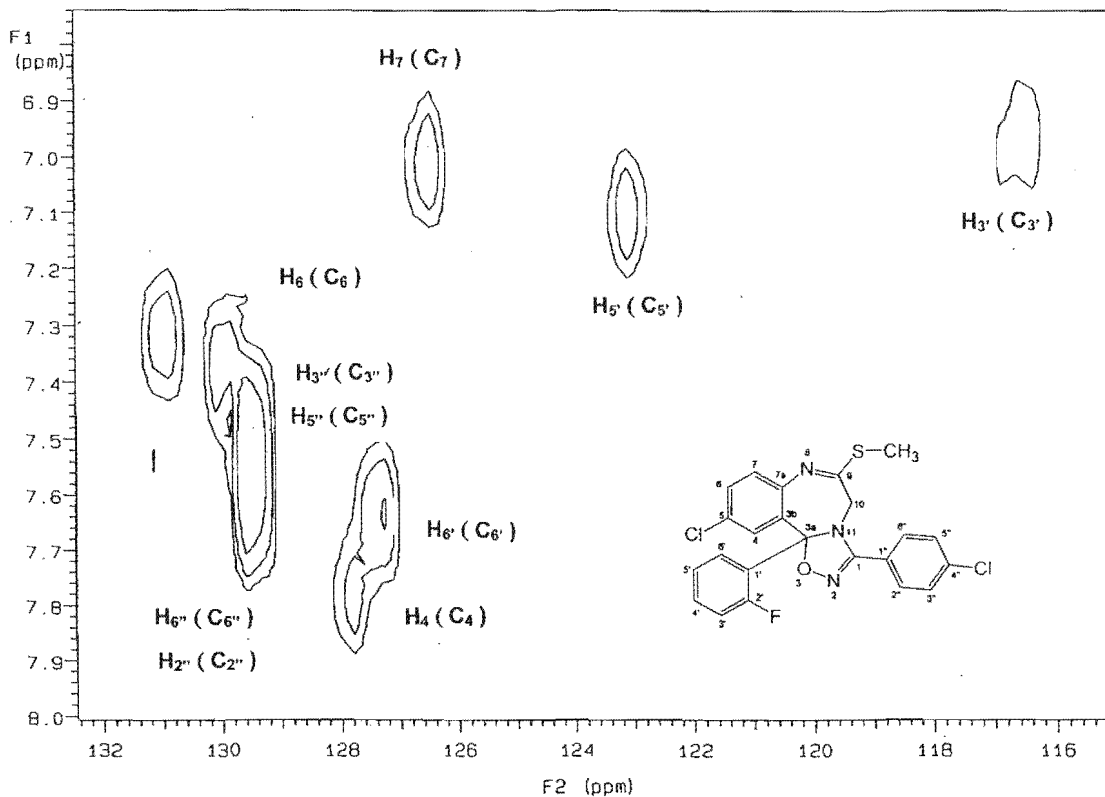 F1
(ppm)
6.9
7.0
7.1
7.2
7.3
7.4
7.5
7.6
7.7
7.8
7.9
8.0
132
130
128
126
124
122
120
118
116
F2 (ppm)
H7 ( C7 )
H3' ( C3' )
H5' ( C5' )
H6 ( C6 )
H3'' ( C3'' )
H5'' ( C5'' )
H6' ( C6' )
H4 ( C4 )
H6'' ( C6'' )
H2'' ( C2'' )
S
CH3
7
N
8
9
6
7a
10
5
3b
3a
N
11
Cl
4
6'
O
3
N
2
1
1''
6''
5''
4''
Cl
3''
2''
5'
1'
4'
2'
3'
F